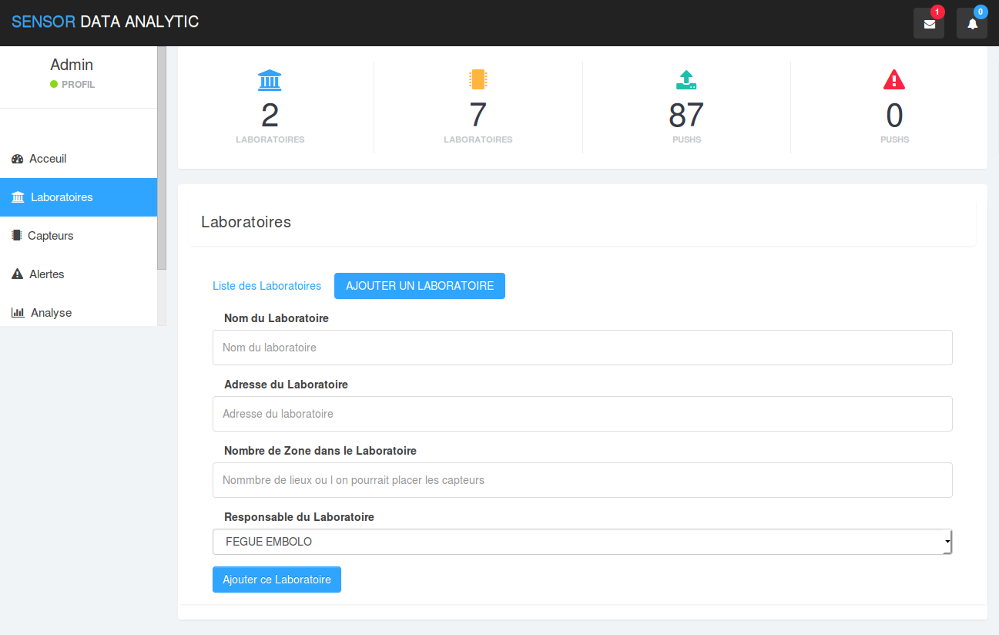 SENSOR DATA ANALYTIC
1
0
Admin
PROFIL
Acceuil
Laboratoires
Capteurs
Alertes
Analyse
2
LABORATOIRES
7
LABORATOIRES
87
PUSHS
0
PUSHS
Laboratoires
Liste des Laboratoires
AJOUTER UN LABORATOIRE
Nom du Laboratoire
Nom du laboratoire
Adresse du Laboratoire
Adresse du laboratoire
Nombre de Zone dans le Laboratoire
Nommbre de lieux ou l on pourrait placer les capteurs
Responsable du Laboratoire
FEGUE EMBOLO
Ajouter ce Laboratoire